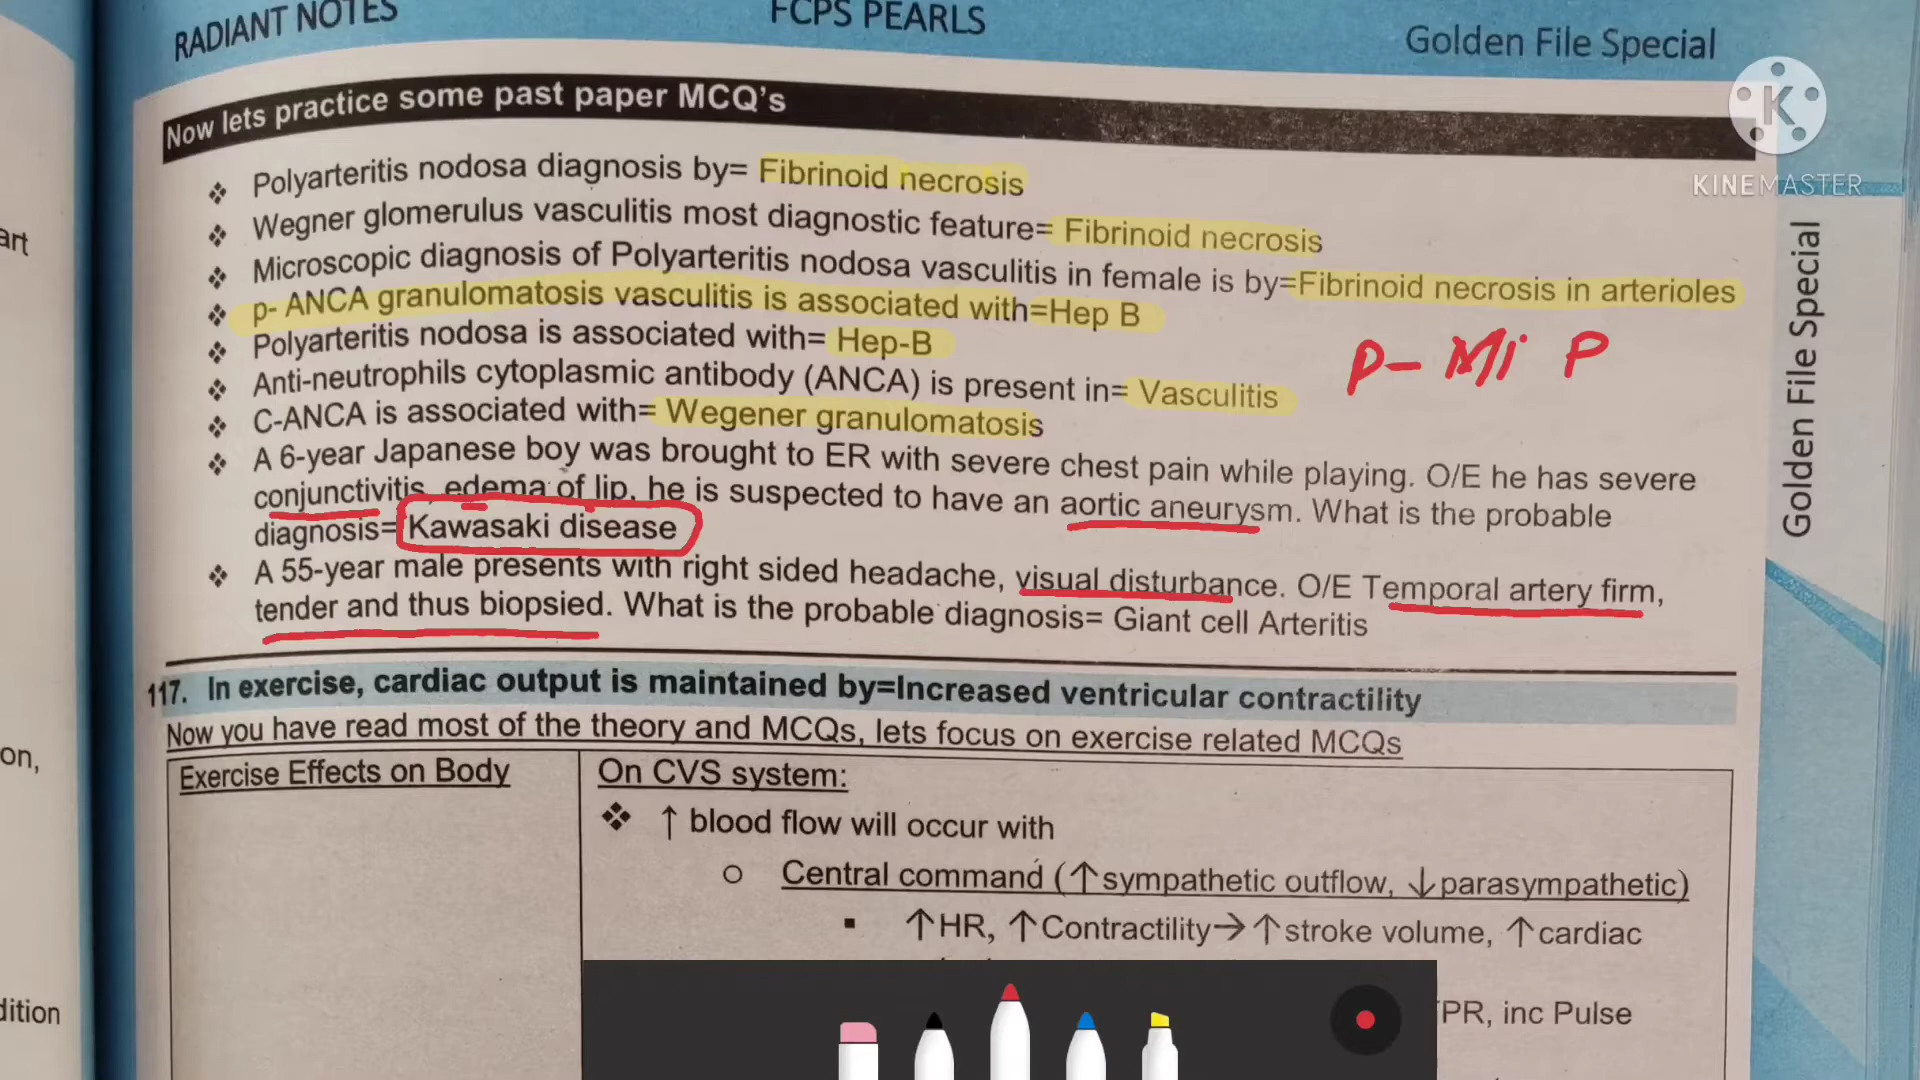 RADIANT NOTES FCPS PEARLS Golden File Special
Now lets practice some past paper MCQ's
KINEMASTER
❖ Polyarteritis nodosa diagnosis by= Fibrinoid necrosis
❖ Wegner glomerulus vasculitis most diagnostic feature= Fibrinoid necrosis
❖ Microscopic diagnosis of Polyarteritis nodosa vasculitis in female is by=Fibrinoid necrosis in arterioles
❖ p- ANCA granulomatosis vasculitis is associated with=Hep B
❖ Polyarteritis nodosa is associated with= Hep-B
P- Mi P
❖ Anti-neutrophils cytoplasmic antibody (ANCA) is present in= Vasculitis
❖ C-ANCA is associated with= Wegener granulomatosis
❖ A 6-year Japanese boy was brought to ER with severe chest pain while playing. O/E he has severe
conjunctivitis, edema of lip, he is suspected to have an aortic aneurysm. What is the probable
diagnosis= Kawasaki disease
❖ A 55-year male presents with right sided headache, visual disturbance. O/E Temporal artery firm,
tender and thus biopsied. What is the probable diagnosis= Giant cell Arteritis
Golden File Special
117. In exercise, cardiac output is maintained by=Increased ventricular contractility
Now you have read most of the theory and MCQs, lets focus on exercise related MCQs
Exercise Effects on Body
On CVS system:
❖ ↑ blood flow will occur with
o Central command (↑sympathetic outflow, ↓parasympathetic)
▪ ↑HR, ↑Contractility→↑stroke volume, ↑cardiac
PR, inc Pulse
art
on,
dition